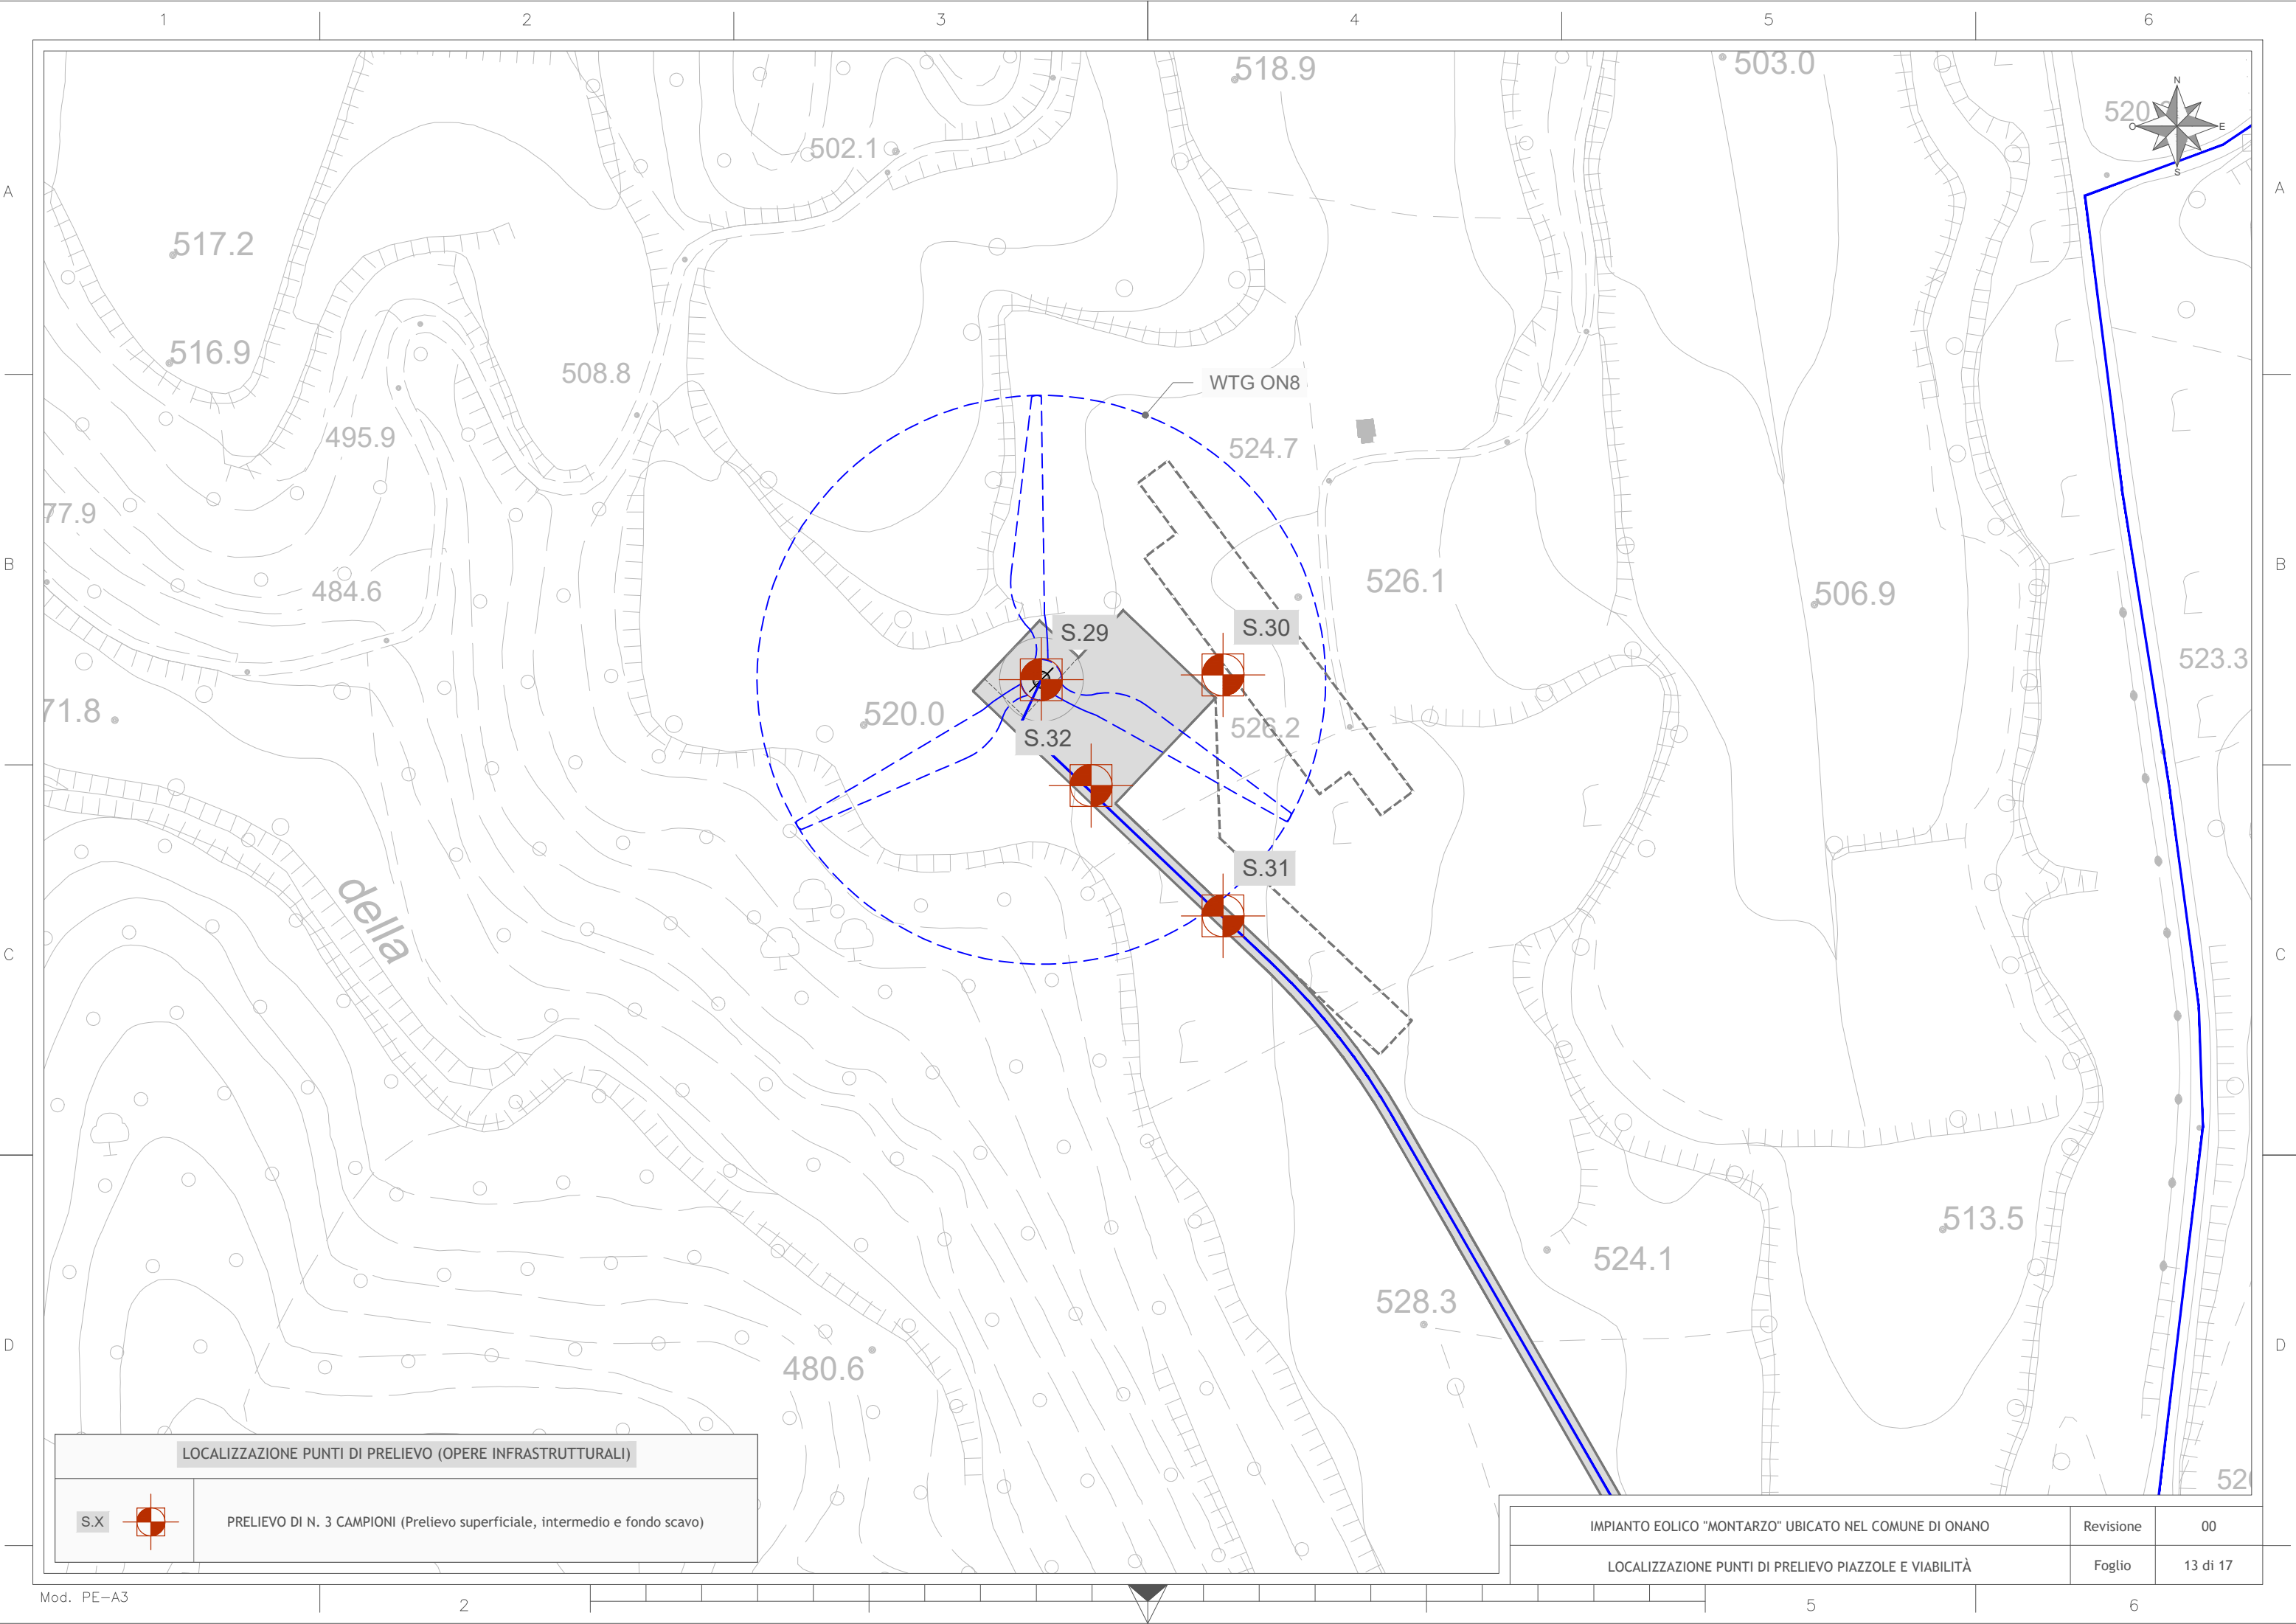 1 2 3 4 5 6
518.9
503.0
N
520.
O E
A A
502.1
S
517.2
516.9
508.8
WTG ON8
495.9
524.7
77.9
B B
526.1
484.6
506.9
S.29
S.30
523.3
71.8
520.0
526.2
S.32
S.31
della
C C
513.5
524.1
528.3
D D
480.6
LOCALIZZAZIONE PUNTI DI PRELIEVO (OPERE INFRASTRUTTURALI)
S.X
PRELIEVO DI N. 3 CAMPIONI (Prelievo superficiale, intermedio e fondo scavo)
IMPIANTO EOLICO "MONTARZO" UBICATO NEL COMUNE DI ONANO
Revisione 00
LOCALIZZAZIONE PUNTI DI PRELIEVO PIAZZOLE E VIABILITÀ
Foglio 13 di 17
Mod. PE-A3
2 5 6